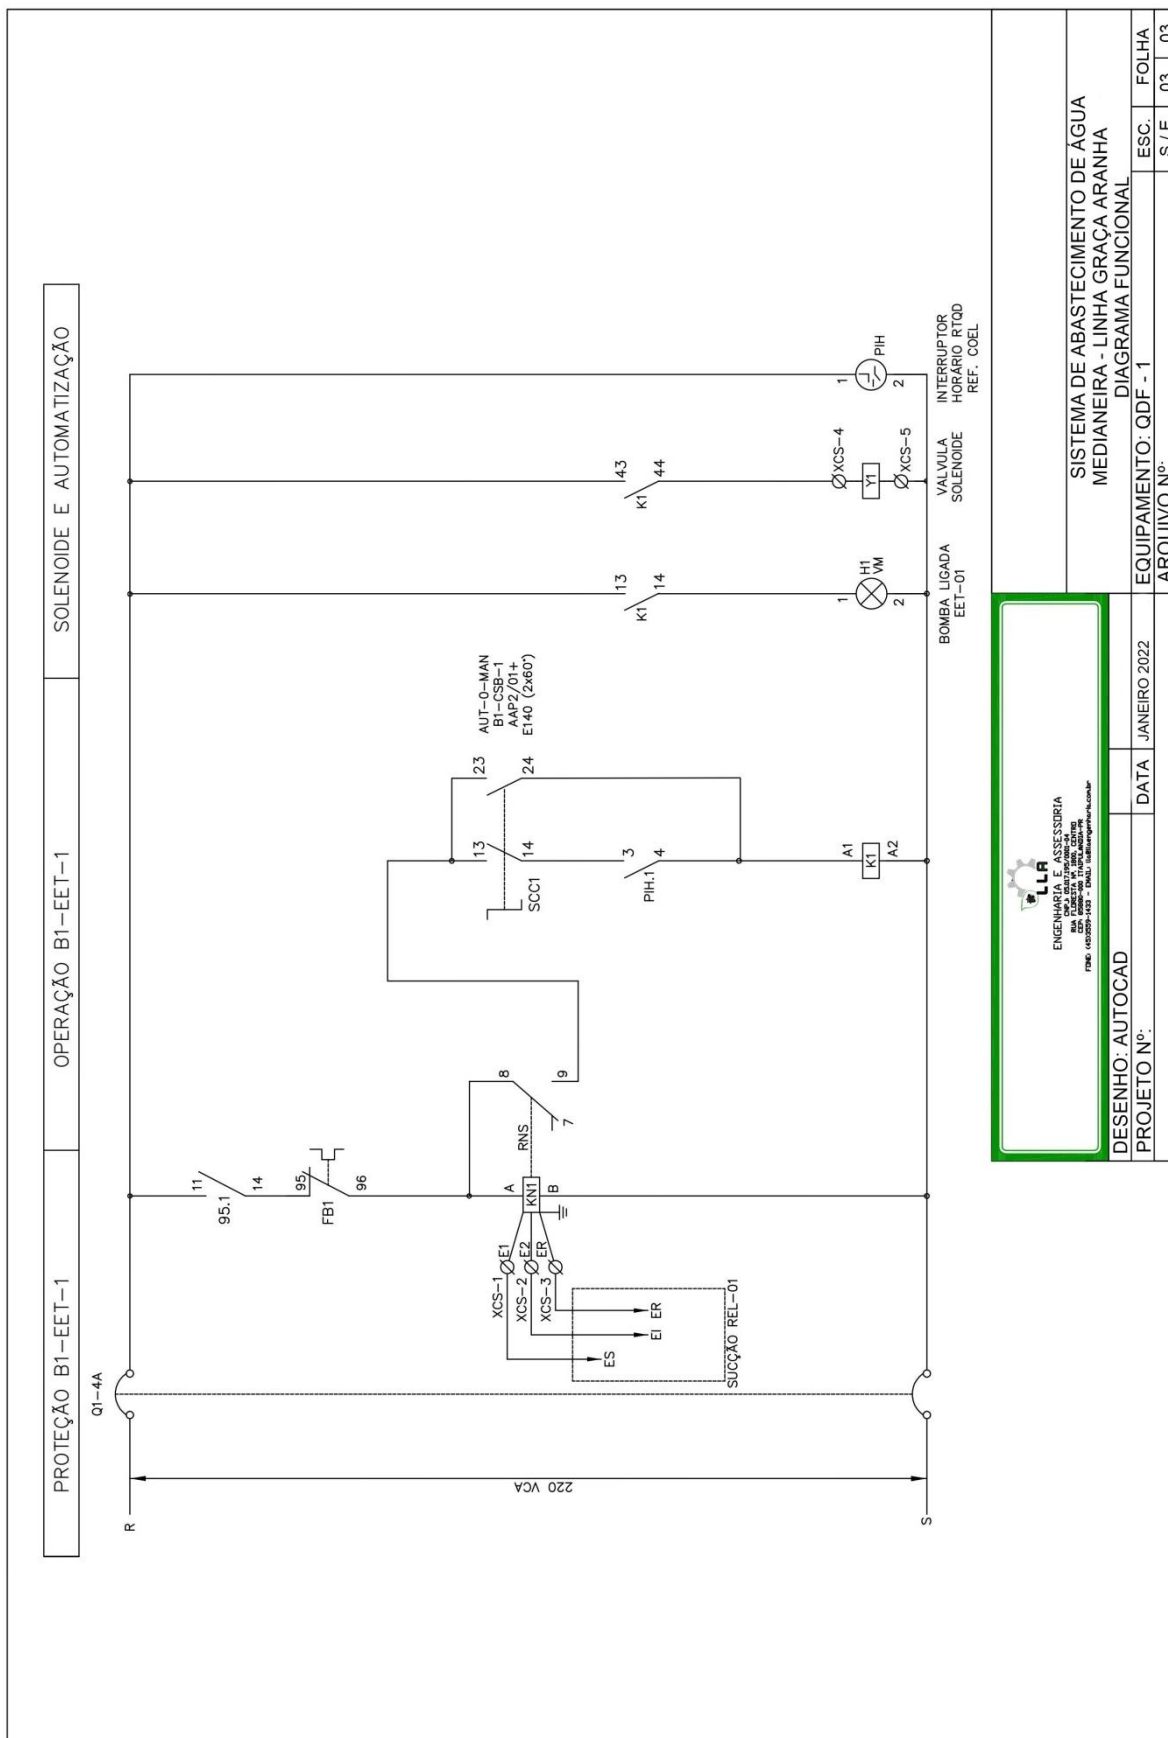 PROTEÇÃO B1-EET-1
OPERAÇÃO B1-EET-1
SOLENOIDE E AUTOMATIZAÇÃO
R
Q1-4A
220 VCA
S
11
95.1
14
95
FB1
96
A
KN1
B
RNS
8
7
9
XCS-1
E1
XCS-2
E2
XCS-3
ER
ES
EI
ER
SUCÇÃO REL-01
13
14
SCC1
23
24
AUT-0-MAN
B1-CSB-1
AAP2/01+
E140 (2x60°)
3
PIH.1
4
A1
K1
A2
13
K1
14
1
H1
VM
2
BOMBA LIGADA
EET-01
43
K1
44
XCS-4
Y1
XCS-5
VALVULA
SOLENOIDE
1
PIH
2
INTERRUPTOR
HORÁRIO RTQD
REF. COEL
LLA
ENGENHARIA E ASSESSORIA
DESENHO: AUTOCAD
DATA
JANEIRO 2022
PROJETO Nº:
SISTEMA DE ABASTECIMENTO DE ÁGUA
MEDIANEIRA - LINHA GRAÇA ARANHA
DIAGRAMA FUNCIONAL
EQUIPAMENTO: QDF - 1
ESC.
FOLHA
ARQUIVO Nº:
S / E
03
03